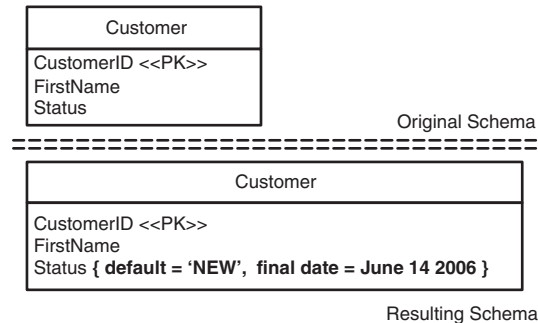 Customer
CustomerID <<PK>>
FirstName
Status
Original Schema
Customer
CustomerID <<PK>>
FirstName
Status { default = ‘NEW’, final date = June 14 2006 }
Resulting Schema